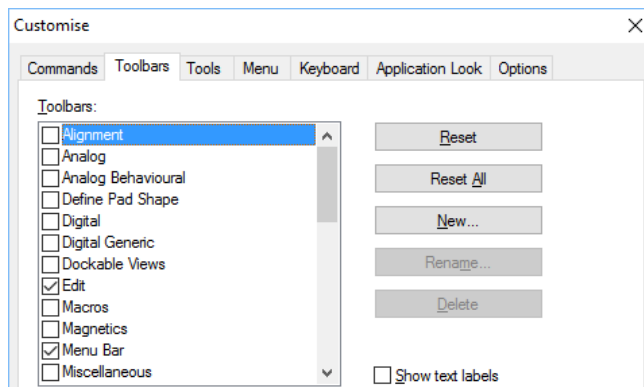 Customise
Commands Toolbars Tools Menu Keyboard Application Look Options
Toolbars:
Alignment
Analog
Analog Behavioural
Define Pad Shape
Digital
Digital Generic
Dockable Views
Edit
Macros
Magnetics
Menu Bar
Miscellaneous
Reset
Reset All
New...
Rename...
Delete
Show text labels